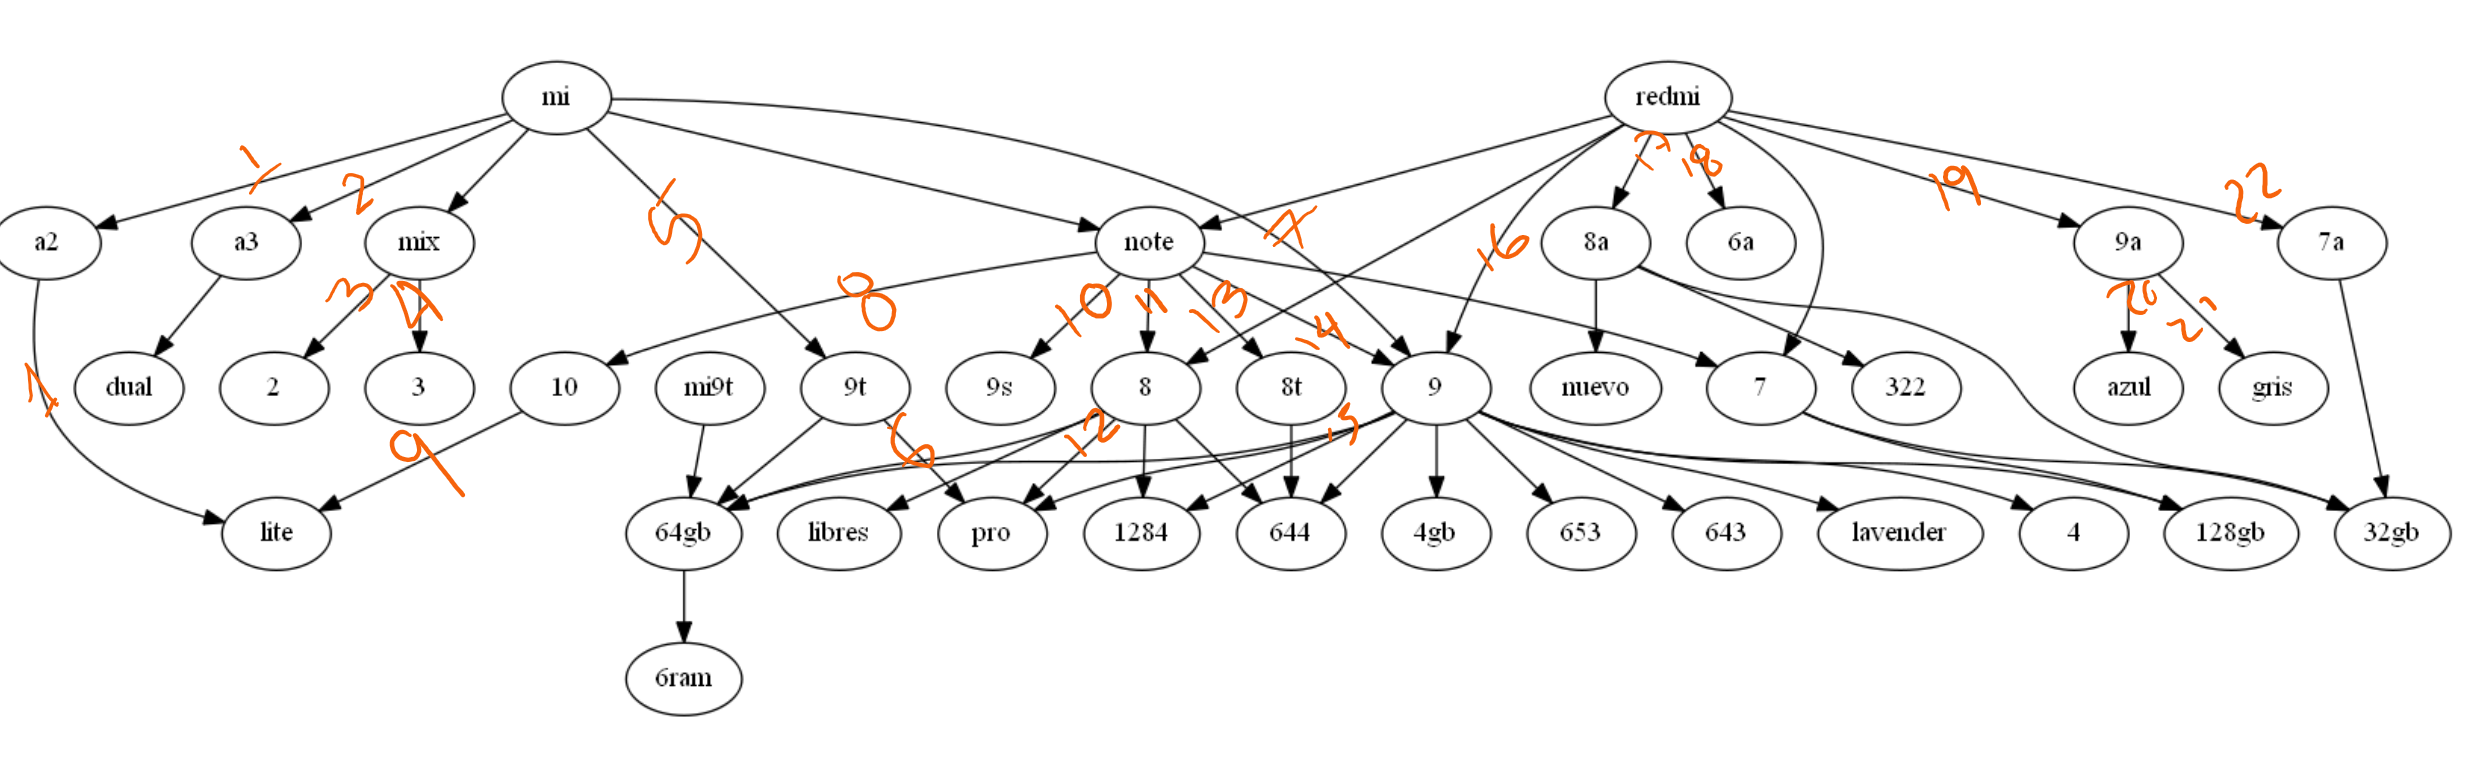 mi redmi
1 2 5 17 18 19 22
a2 a3 mix note 7 16 8a 6a 9a 7a
3 4 8 10 11 13 14 20 21
1 dual 2 3 10 mi9t 9t 9s 8 8t 9 nuevo 7 322 azul gris
9 6 12
lite 64gb libres pro 1284 644 4gb 653 643 lavender 4 128gb 32gb
6ram